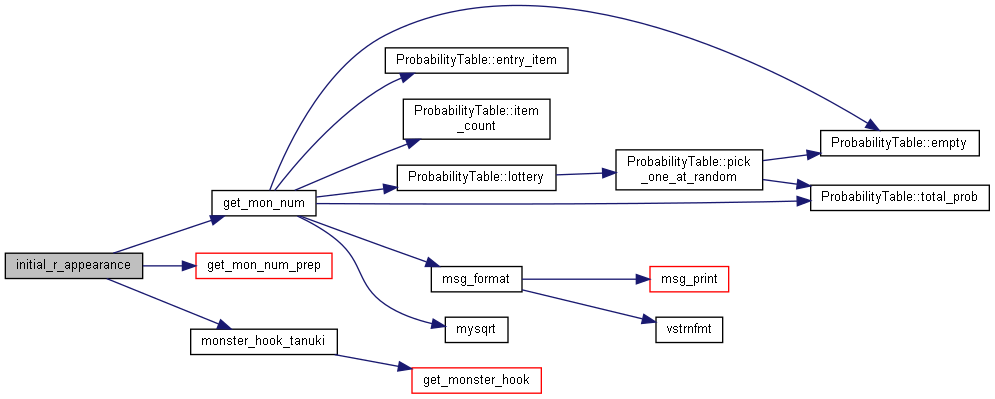 ProbabilityTable::entry_item
ProbabilityTable::item
_count
ProbabilityTable::empty
ProbabilityTable::pick
_one_at_random
ProbabilityTable::lottery
ProbabilityTable::total_prob
get_mon_num
initial_r_appearance
get_mon_num_prep
msg_format
msg_print
mysqrt
vstrnfmt
monster_hook_tanuki
get_monster_hook